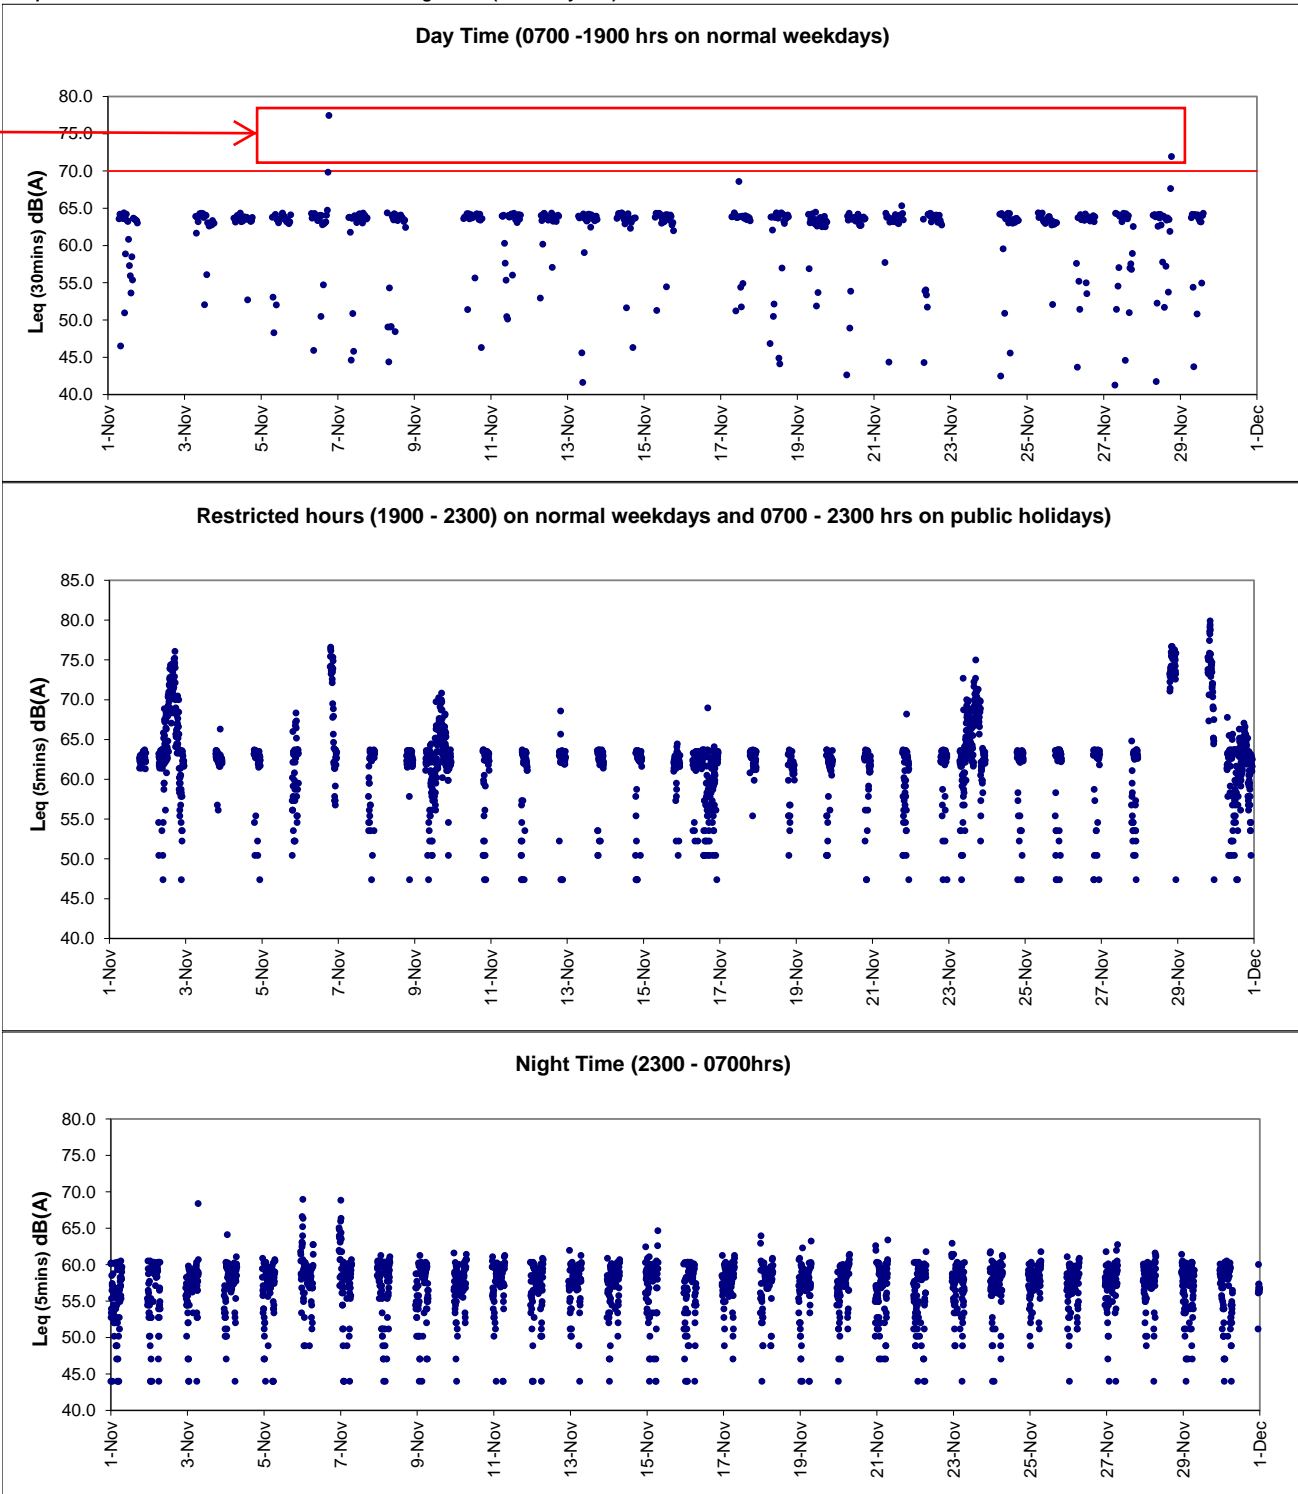 Day Time (0700 -1900 hrs on normal weekdays)
Leq (30mins) dB(A)
80.0
75.0
70.0
65.0
60.0
55.0
50.0
45.0
40.0
1-Nov
3-Nov
5-Nov
7-Nov
9-Nov
11-Nov
13-Nov
15-Nov
17-Nov
19-Nov
21-Nov
23-Nov
25-Nov
27-Nov
29-Nov
1-Dec
Restricted hours (1900 - 2300) on normal weekdays and 0700 - 2300 hrs on public holidays)
Leq (5mins) dB(A)
85.0
80.0
75.0
70.0
65.0
60.0
55.0
50.0
45.0
40.0
1-Nov
3-Nov
5-Nov
7-Nov
9-Nov
11-Nov
13-Nov
15-Nov
17-Nov
19-Nov
21-Nov
23-Nov
25-Nov
27-Nov
29-Nov
1-Dec
Night Time (2300 - 0700hrs)
Leq (5mins) dB(A)
80.0
75.0
70.0
65.0
60.0
55.0
50.0
45.0
40.0
1-Nov
3-Nov
5-Nov
7-Nov
9-Nov
11-Nov
13-Nov
15-Nov
17-Nov
19-Nov
21-Nov
23-Nov
25-Nov
27-Nov
29-Nov
1-Dec